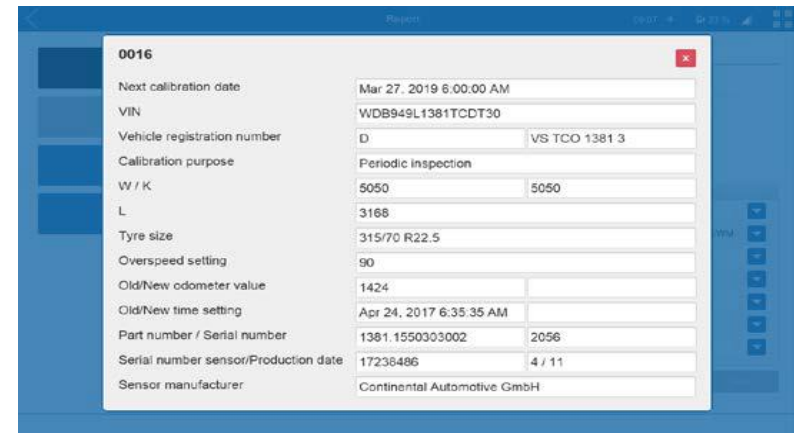 Report
0016
Next calibration date Mar 27, 2019 6:00:00 AM
VIN WDB949L1381TCDT30
Vehicle registration number D VS TCO 1381 3
Calibration purpose Periodic inspection
W / K 5050 5050
L 3168
Tyre size 315/70 R22.5
Overspeed setting 90
Old/New odometer value 1424
Old/New time setting Apr 24, 2017 6:35:35 AM
Part number / Serial number 1381.1550303002 2056
Serial number sensor/Production date 17236486 4 / 11
Sensor manufacturer Continental Automotive GmbH